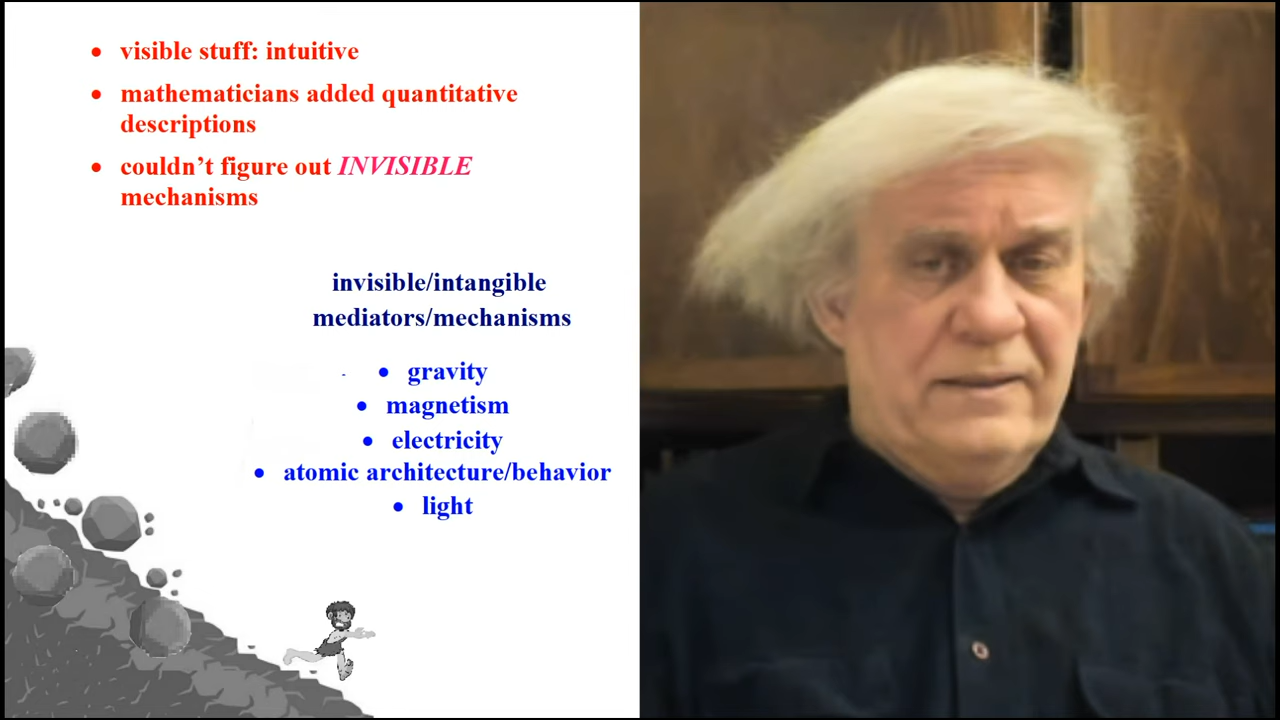 • visible stuff: intuitive
• mathematicians added quantitative
descriptions
• couldn’t figure out INVISIBLE
mechanisms
invisible/intangible
mediators/mechanisms
• gravity
• magnetism
• electricity
• atomic architecture/behavior
• light